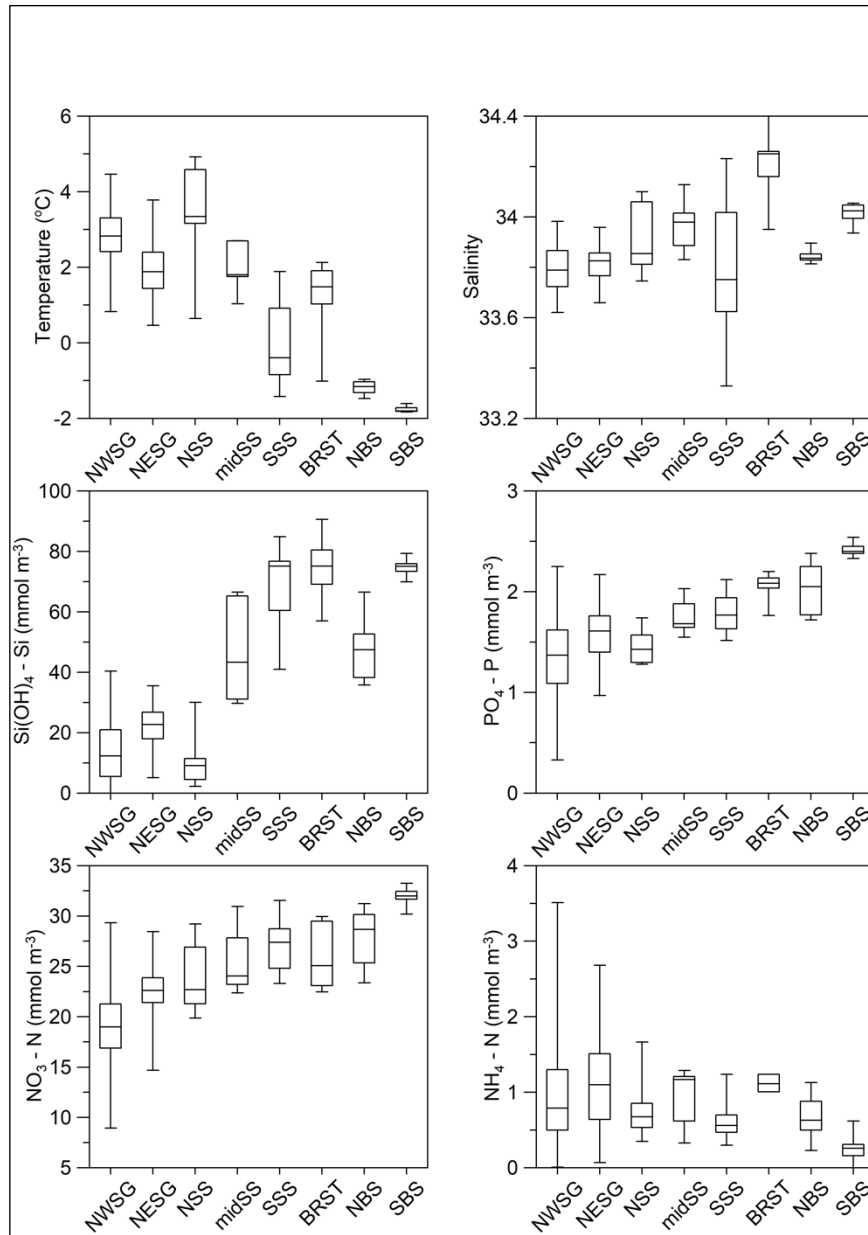 6
4
2
0
-2
Temperature (°C)
NWSG NESG NSS midSS SSS BRST NBS SBS
34.4
34
33.6
33.2
Salinity
NWSG NESG NSS midSS SSS BRST NBS SBS
100
80
60
40
20
0
Si(OH)4 - Si (mmol m-3)
NWSG NESG NSS midSS SSS BRST NBS SBS
3
2
1
0
PO4 - P (mmol m-3)
NWSG NESG NSS midSS SSS BRST NBS SBS
35
30
25
20
15
10
5
NO3 - N (mmol m-3)
NWSG NESG NSS midSS SSS BRST NBS SBS
4
3
2
1
0
NH4 - N (mmol m-3)
NWSG NESG NSS midSS SSS BRST NBS SBS